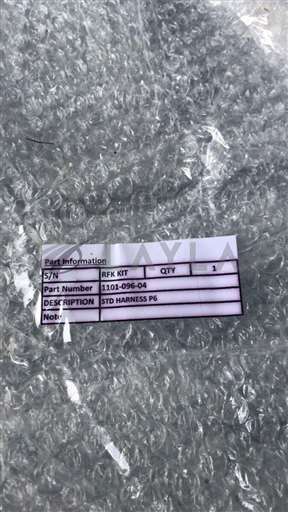 Part Information
S/N RFK KIT QTY 1
Part Number 1101-096-04
DESCRIPTION STD HARNESS P6
Note